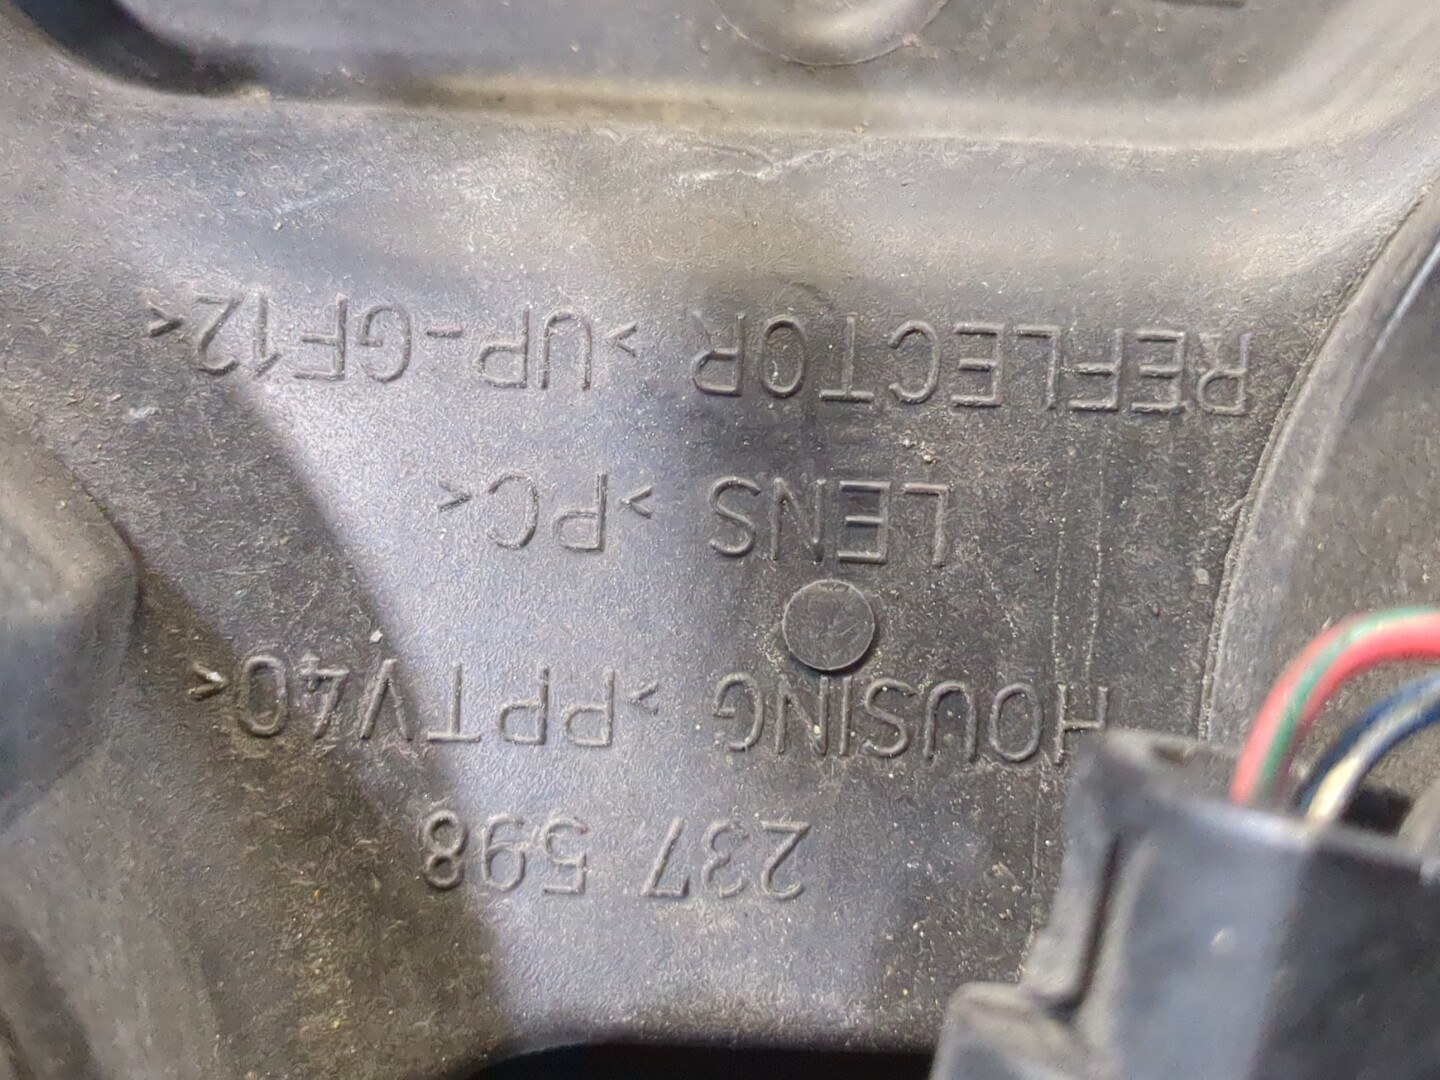 237 598
HOUSING >PPTV40<
LENS >PC<
REFLECTOR >UP-GF12<